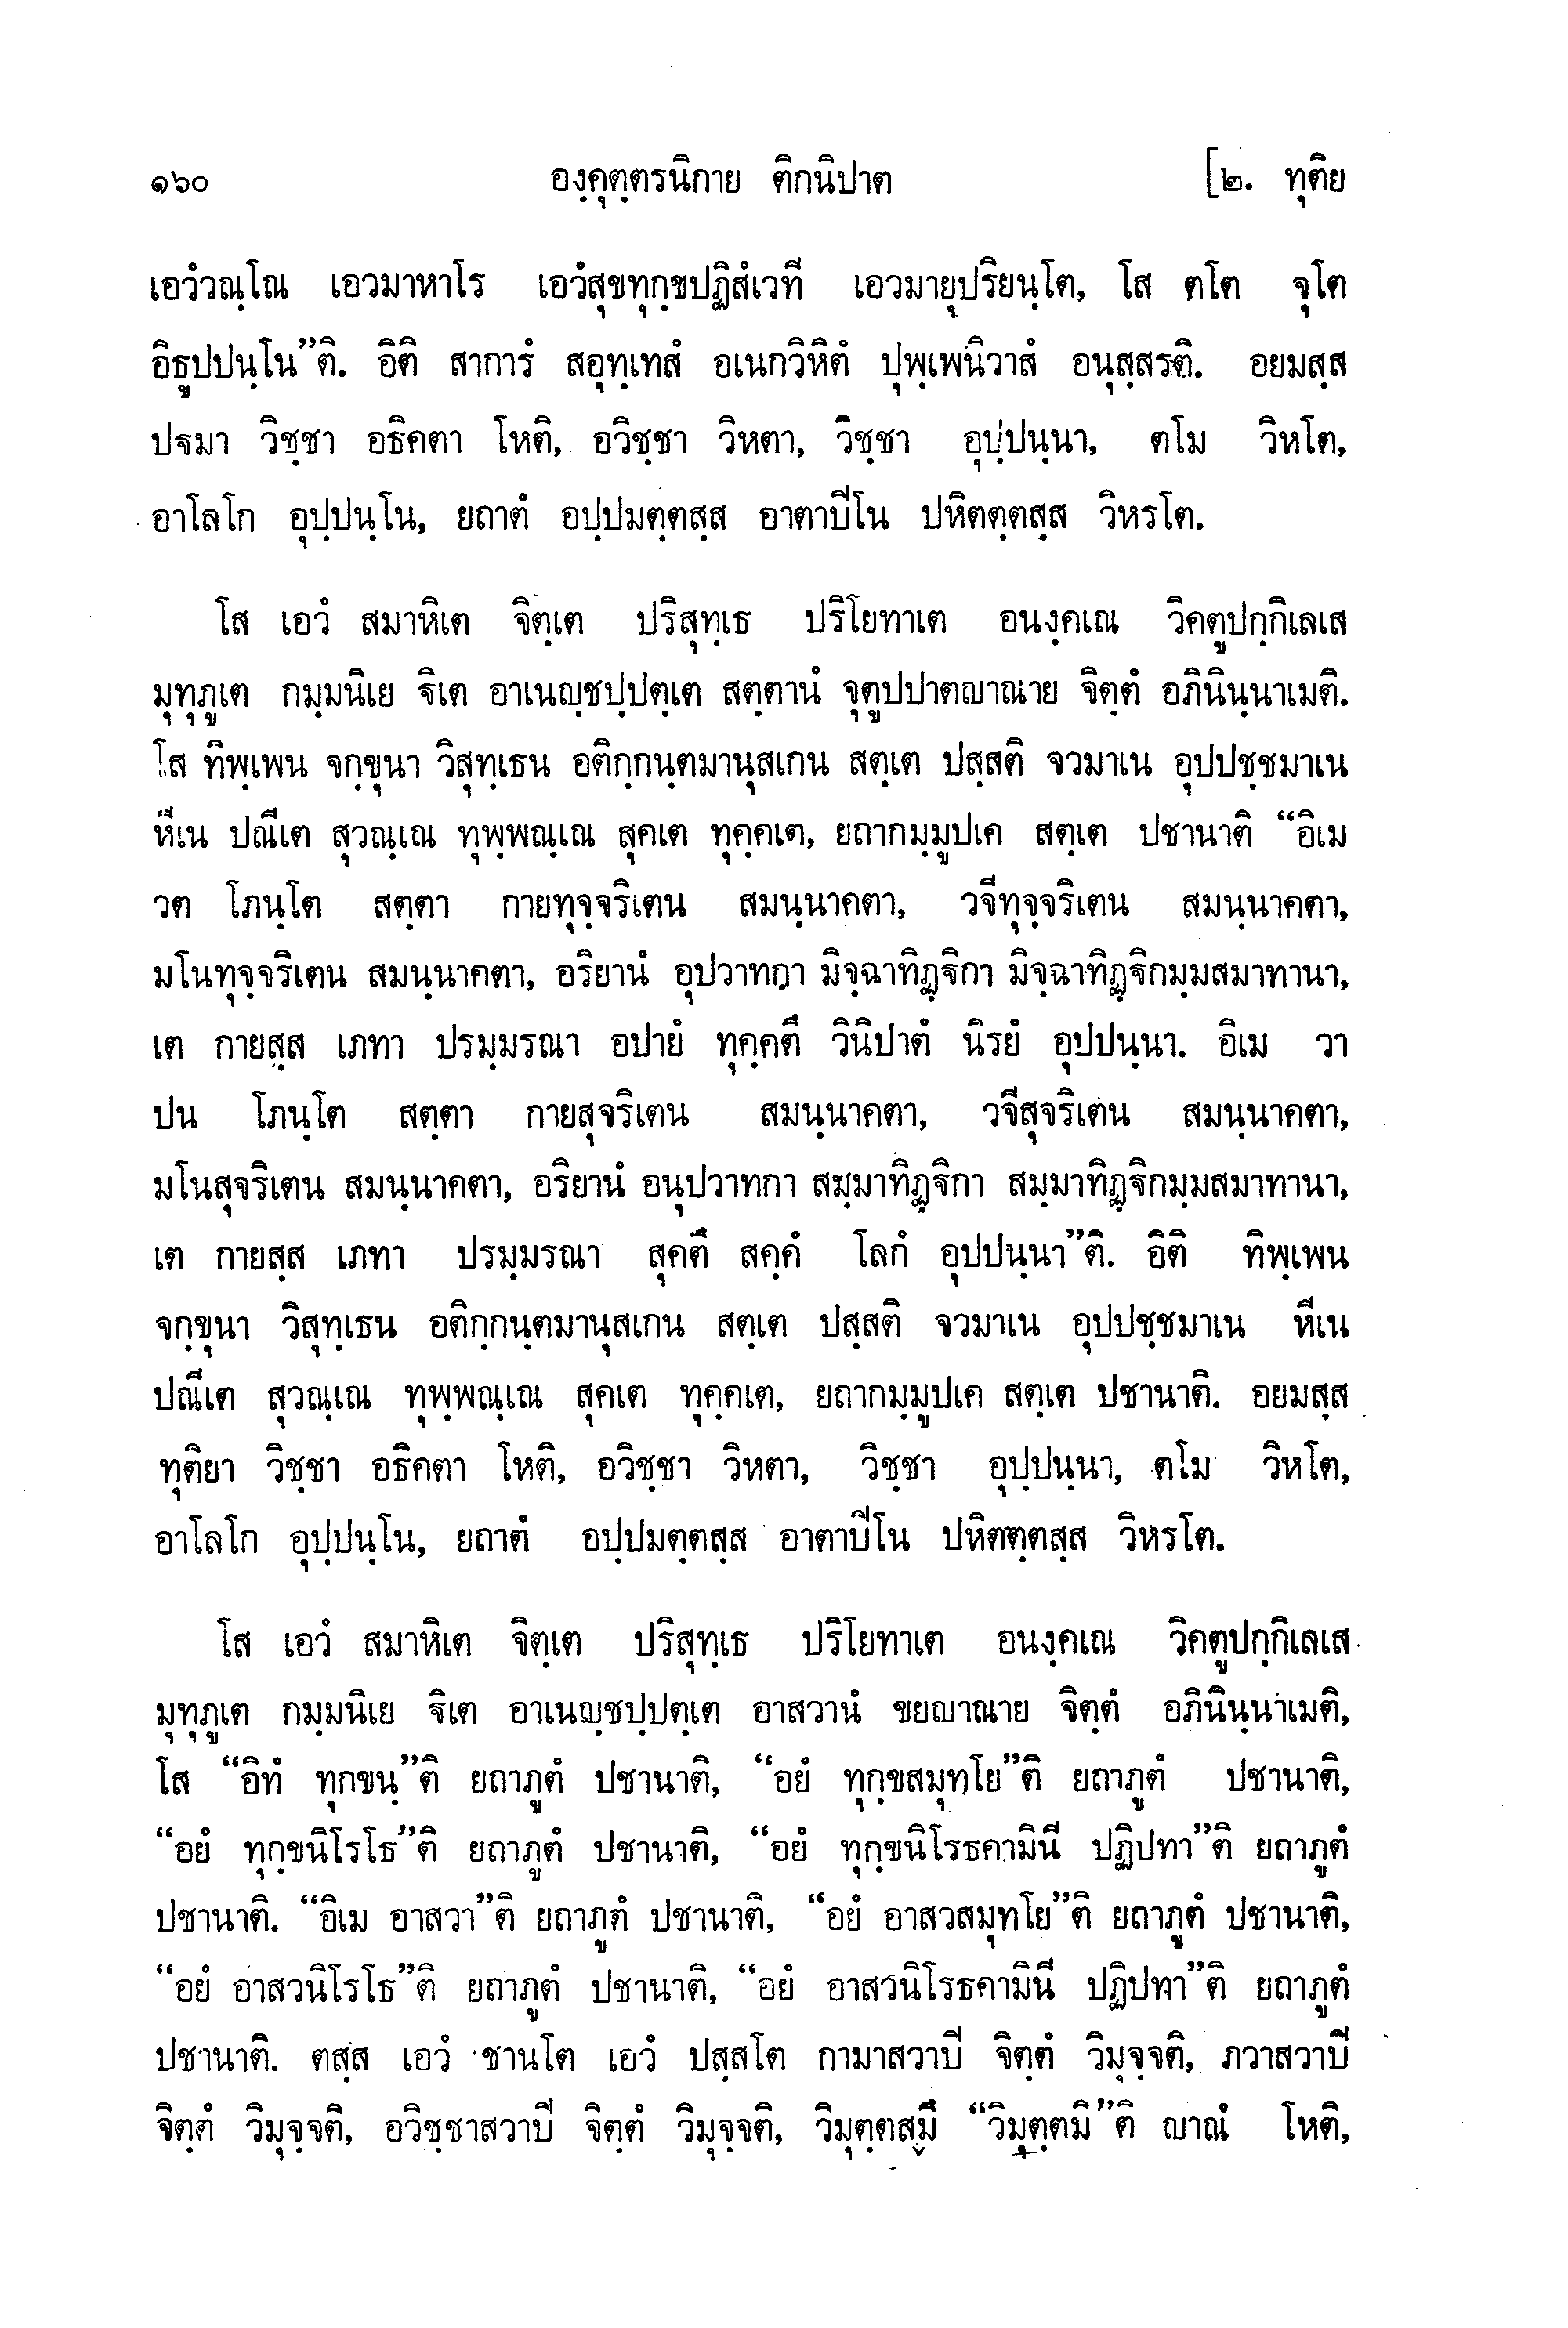 ๑๖๐ องฺคุตฺตรนิกาย ติกนิปาต [๒. ทุติย
เอวํวณฺโณ เอวมาหาโร เอวํสุขทุกฺขปฏิสํเวที เอวมายุปริยนฺโต, โส ตโต จุโต
อิธูปปนฺโน”ติ. อิติ สาการํ สอุทฺเทสํ อเนกวิหิตํ ปุพฺเพนิวาสํ อนุสฺสรติ. อยมสฺส
ปฐมา วิชฺชา อธิคตา โหติ, อวิชฺชา วิหตา, วิชฺชา อุปฺปนฺนา, ตโม วิหโต,
อาโลโก อุปฺปนฺโน, ยถาตํ อปฺปมตฺตสฺส อาตาปิโน ปหิตตฺตสฺส วิหรโต.
โส เอวํ สมาหิเต จิตฺเต ปริสุทฺเธ ปริโยทาเต อนงฺคเณ วิคตูปกฺกิเลเส
มุทุภูเต กมฺมนิเย ฐิเต อาเนญฺชปฺปตฺเต สตฺตานํ จุตูปปาตญาณาย จิตฺตํ อภินินฺนาเมติ.
โส ทิพฺเพน จกฺขุนา วิสุทฺเธน อติกฺกนฺตมานุสเกน สตฺเต ปสฺสติ จวมาเน อุปปชฺชมาเน
หีเน ปณีเต สุวณฺเณ ทุพฺพณฺเณ สุคเต ทุคฺคเต, ยถากมฺมูปเค สตฺเต ปชานาติ “อิเม
วต โภนฺโต สตฺตา กายทุจฺจริเตน สมนฺนาคตา, วจีทุจฺจริเตน สมนฺนาคตา,
มโนทุจฺจริเตน สมนฺนาคตา, อริยานํ อุปวาทกา มิจฺฉาทิฏฺฐิกา มิจฺฉาทิฏฺฐิกมฺมสมาทานา,
เต กายสฺส เภทา ปรมฺมรณา อปายํ ทุคฺคตึ วินิปาตํ นิรยํ อุปปนฺนา. อิเม วา
ปน โภนฺโต สตฺตา กายสุจริเตน สมนฺนาคตา, วจีสุจริเตน สมนฺนาคตา,
มโนสุจริเตน สมนฺนาคตา, อริยานํ อนุปวาทกา สมฺมาทิฏฺฐิกา สมฺมาทิฏฺฐิกมฺมสมาทานา,
เต กายสฺส เภทา ปรมฺมรณา สุคตึ สคฺคํ โลกํ อุปปนฺนา”ติ. อิติ ทิพฺเพน
จกฺขุนา วิสุทฺเธน อติกฺกนฺตมานุสเกน สตฺเต ปสฺสติ จวมาเน อุปปชฺชมาเน หีเน
ปณีเต สุวณฺเณ ทุพฺพณฺเณ สุคเต ทุคฺคเต, ยถากมฺมูปเค สตฺเต ปชานาติ. อยมสฺส
ทุติยา วิชฺชา อธิคตา โหติ, อวิชฺชา วิหตา, วิชฺชา อุปฺปนฺนา, ตโม วิหโต,
อาโลโก อุปฺปนฺโน, ยถาตํ อปฺปมตฺตสฺส อาตาปิโน ปหิตตฺตสฺส วิหรโต.
โส เอวํ สมาหิเต จิตฺเต ปริสุทฺเธ ปริโยทาเต อนงฺคเณ วิคตูปกฺกิเลเส
มุทุภูเต กมฺมนิเย ฐิเต อาเนญฺชปฺปตฺเต อาสวานํ ขยญาณาย จิตฺตํ อภินินฺนาเมติ,
โส “อิทํ ทุกขนฺ”ติ ยถาภูตํ ปชานาติ, “อยํ ทุกฺขสมุทโย”ติ ยถาภูตํ ปชานาติ,
“อยํ ทุกฺขนิโรโธ”ติ ยถาภูตํ ปชานาติ, “อยํ ทุกฺขนิโรธคามินี ปฏิปทา”ติ ยถาภูตํ
ปชานาติ. “อิเม อาสวา”ติ ยถาภูตํ ปชานาติ, “อยํ อาสวสมุทโย”ติ ยถาภูตํ ปชานาติ,
“อยํ อาสวนิโรโธ”ติ ยถาภูตํ ปชานาติ, “อยํ อาสวนิโรธคามินี ปฏิปทา”ติ ยถาภูตํ
ปชานาติ. ตสฺส เอวํ ชานโต เอวํ ปสฺสโต กามาสวาปิ จิตฺตํ วิมุจฺจติ, ภวาสวาปิ
จิตฺตํ วิมุจฺจติ, อวิชฺชาสวาปิ จิตฺตํ วิมุจฺจติ, วิมุตฺตสฺมึ “วิมุตฺตมิ”ติ ญาณํ โหติ,